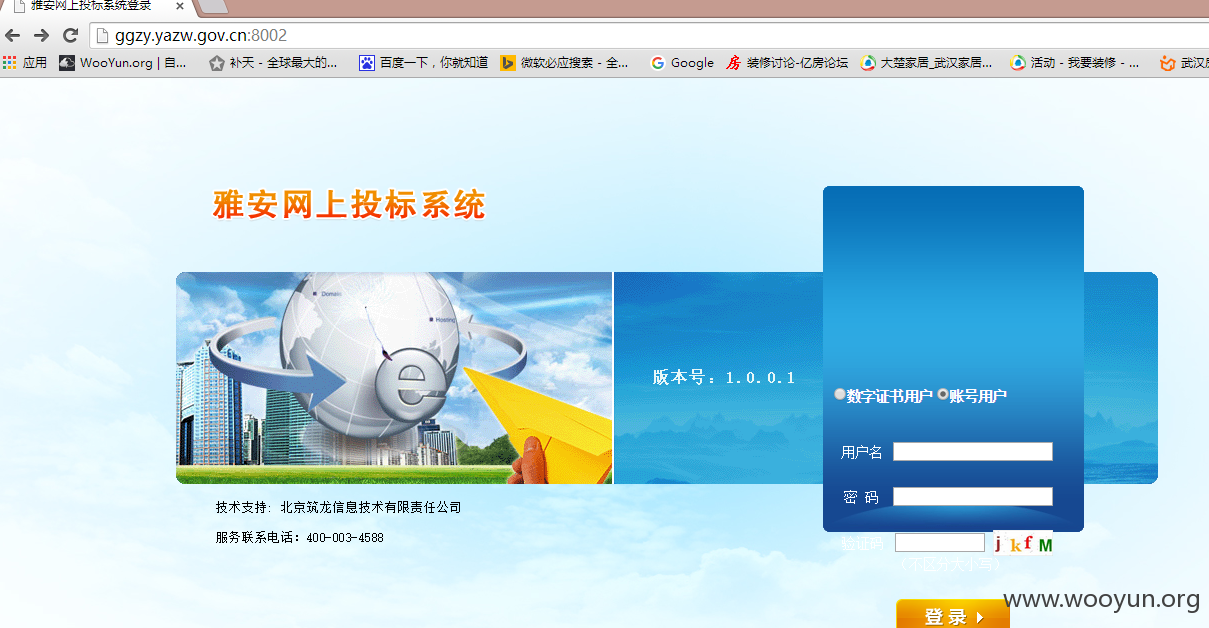 雅安网上投标系统登录
ggzy.yazw.gov.cn:8002
应用 WooYun.org | 自... 补天 - 全球最大的... 百度一下，你就知道 微软必应搜索 - 全... Google 装修讨论-亿房论坛 大楚家居_武汉家居... 活动 - 我要装修 - ...
雅安网上投标系统
Domain
Hosting
e
版本号：1.0.0.1
数字证书用户 账号用户
用户名
密 码
技术支持: 北京筑龙信息技术有限责任公司
服务联系电话: 400-003-4588
验证码 jkfM
(不区分大小写)
登录
www.wooyun.org